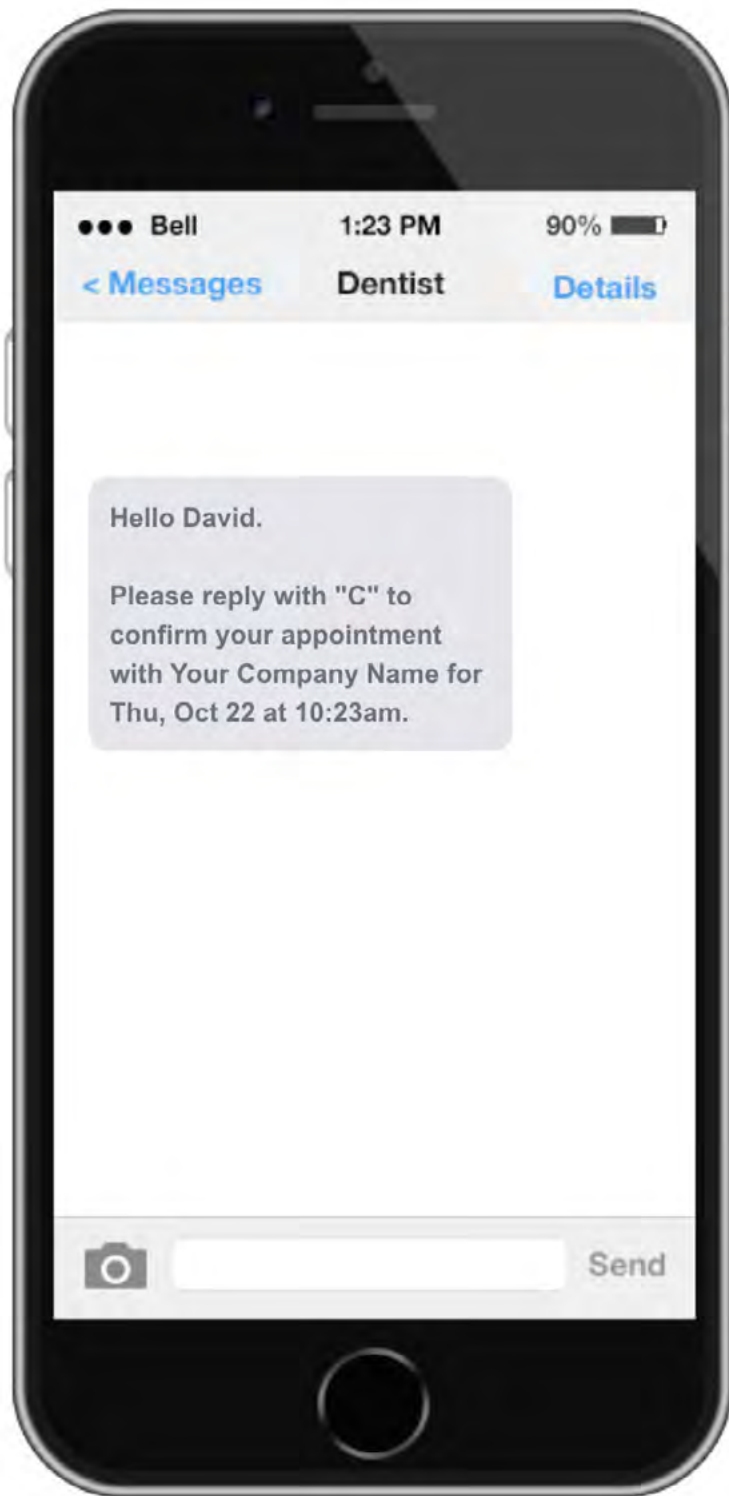 ●●● Bell 1:23 PM 90%
< Messages Dentist Details
Hello David.
Please reply with "C" to
confirm your appointment
with Your Company Name for
Thu, Oct 22 at 10:23am.
Send